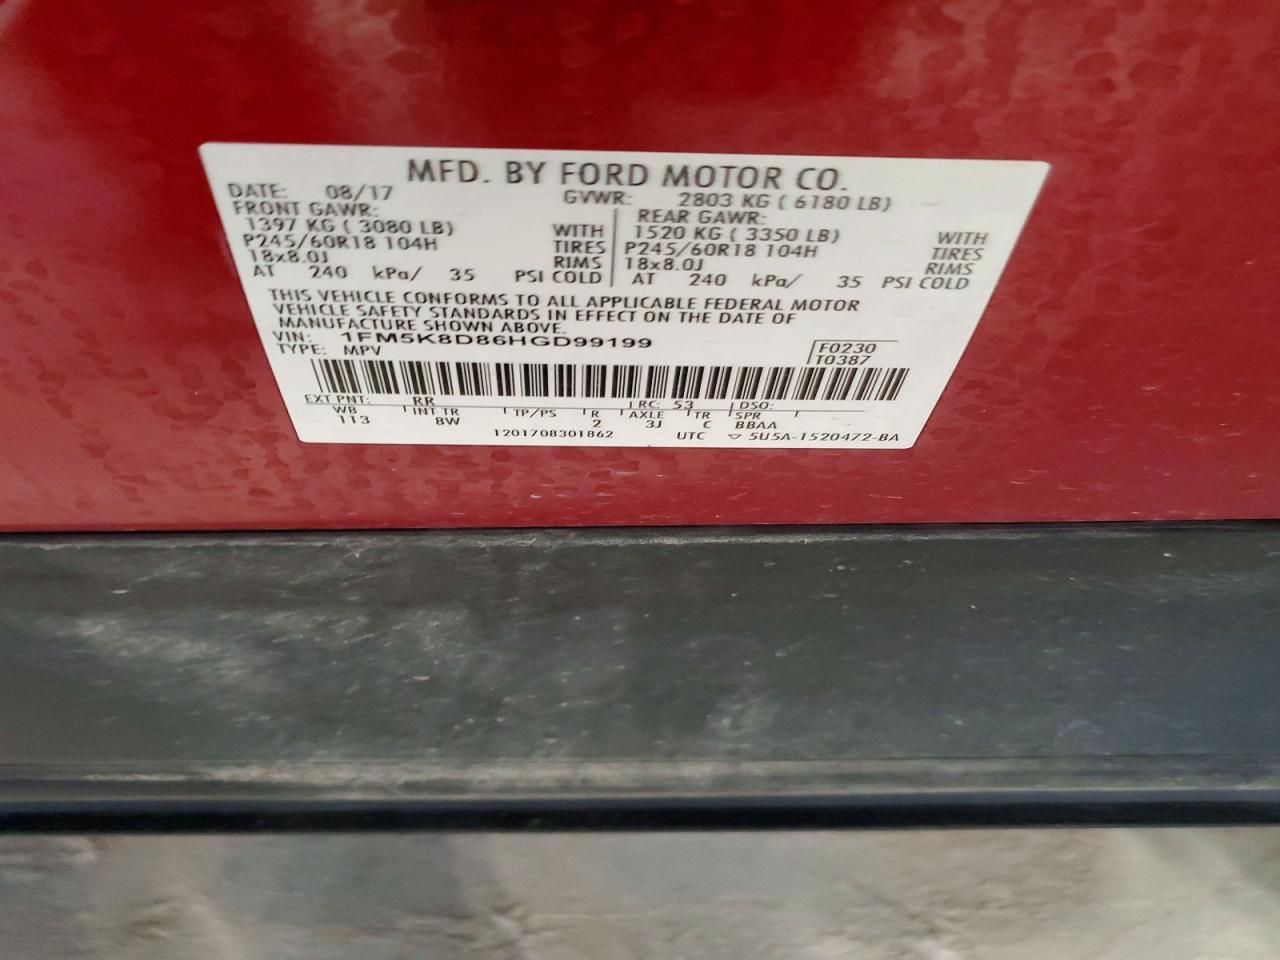 MFD. BY FORD MOTOR CO.
DATE: 08/17 GVWR: 2803 KG ( 6180 LB)
FRONT GAWR: REAR GAWR:
1397 KG ( 3080 LB) WITH 1520 KG ( 3350 LB) WITH
P245/60R18 104H TIRES P245/60R18 104H TIRES
18x8.0J RIMS 18x8.0J RIMS
AT 240 kPa/ 35 PSI COLD AT 240 kPa/ 35 PSI COLD
THIS VEHICLE CONFORMS TO ALL APPLICABLE FEDERAL MOTOR
VEHICLE SAFETY STANDARDS IN EFFECT ON THE DATE OF
MANUFACTURE SHOWN ABOVE.
VIN: 1FM5K8D86HGD99199 F0230
TYPE: MPV T0387
EXT PNT: RR RC: 53 DSO:
WB INT TR TP/PS R AXLE TR SPR
113 8W 2 3J C BBAA
1201708301862 UTC ▽ 5U5A-1520472-BA